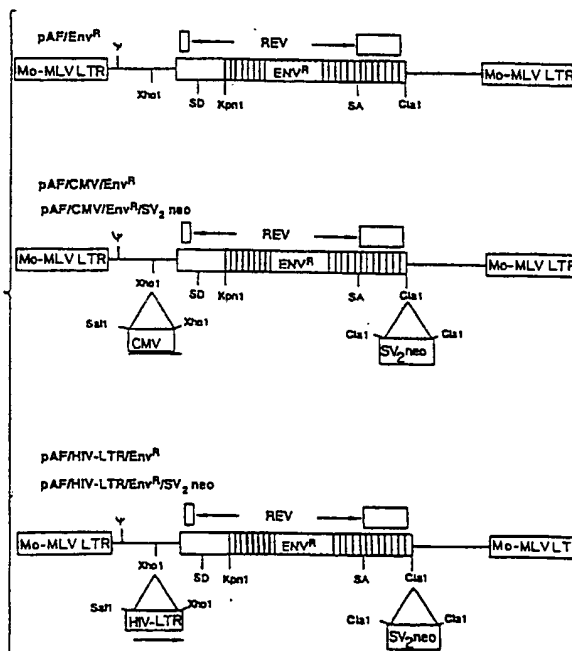 pAF/Env^R
REV
Mo-MLV LTR Ψ ENV^R Mo-MLV LTR
Xho1 SD Kpn1 SA Cla1
pAF/CMV/Env^R
pAF/CMV/Env^R/SV₂ neo
REV
Mo-MLV LTR Ψ ENV^R Mo-MLV LTR
Xho1 SD Kpn1 SA Cla1
Sal1 Xho1 Cla1 Cla1
CMV SV₂neo
pAF/HIV-LTR/Env^R
pAF/HIV-LTR/Env^R/SV₂ neo
REV
Mo-MLV LTR Ψ ENV^R Mo-MLV LT
Xho1 SD Kpn1 SA Cla1
Sal1 Xho1 Cla1 Cla1
HIV-LTR SV₂neo